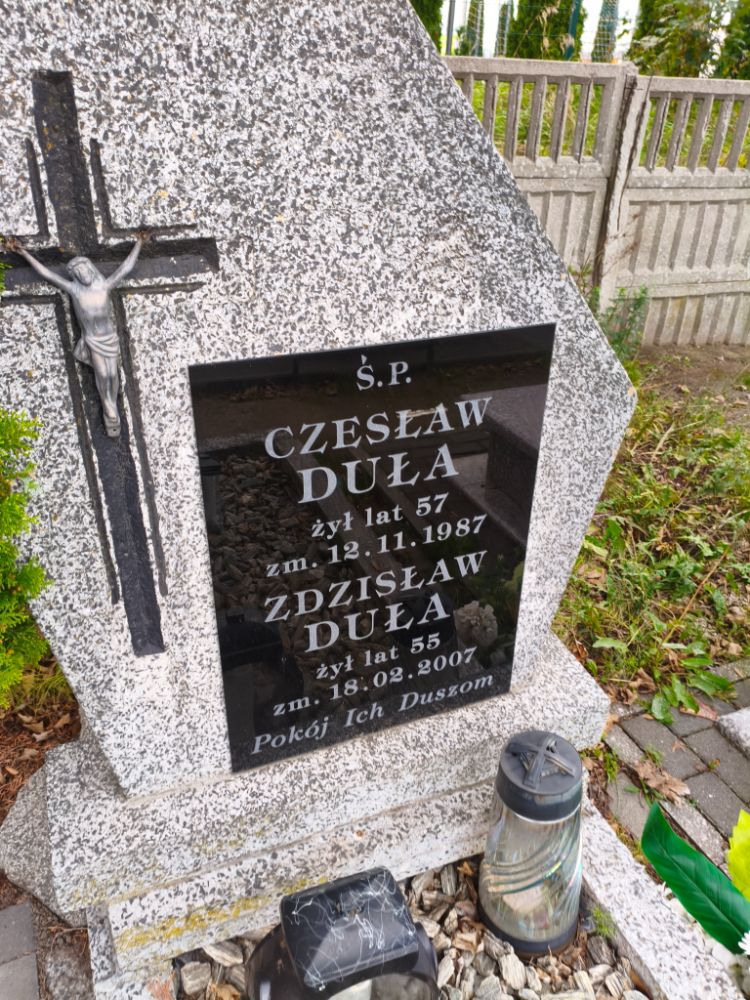 Ś.P.
CZESŁAW
DUŁA
żył lat 57
zm. 12.11.1987
ZDZISŁAW
DUŁA
żył lat 55
zm. 18.02.2007
Pokój Ich Duszom